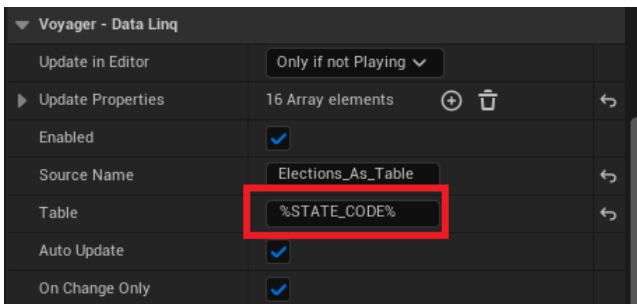 Voyager - Data Linq
Update in Editor Only if not Playing
Update Properties 16 Array elements
Enabled
Source Name Elections_As_Table
Table %STATE_CODE%
Auto Update
On Change Only